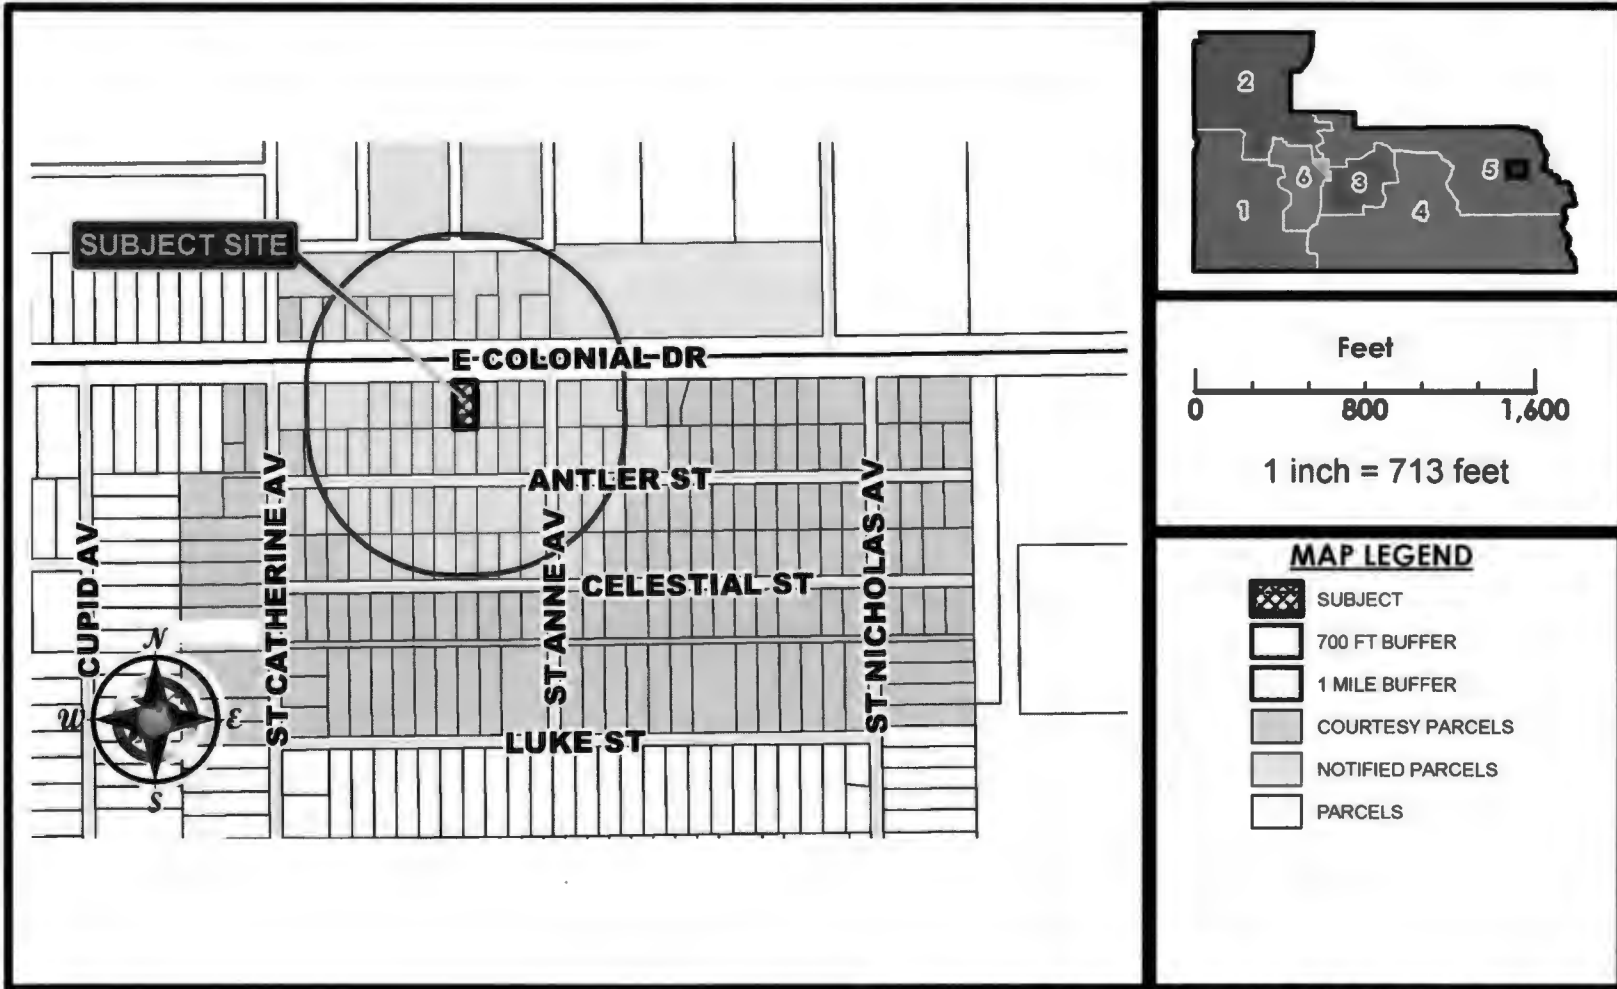 SUBJECT SITE
E COLONIAL DR
ANTLER ST
CELESTIAL ST
LUKE ST
CUPID AV
ST CATHERINE AV
ST ANNE AV
ST NICHOLAS AV
N
W
E
S
2
5
6
3
1
4
Feet
0 800 1,600
1 inch = 713 feet
MAP LEGEND
SUBJECT
700 FT BUFFER
1 MILE BUFFER
COURTESY PARCELS
NOTIFIED PARCELS
PARCELS